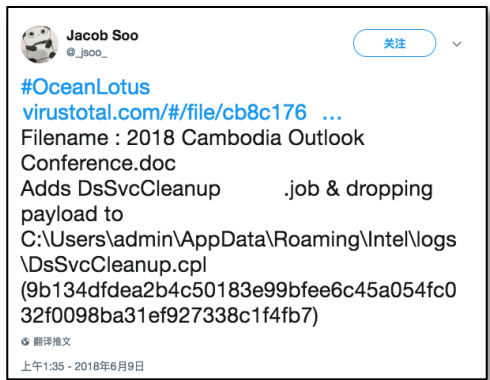 Jacob Soo
@_jsoo_
关注
#OceanLotus
virustotal.com/#/file/cb8c176 ...
Filename : 2018 Cambodia Outlook
Conference.doc
Adds DsSvcCleanup .job & dropping
payload to
C:\Users\admin\AppData\Roaming\Intel\logs
\DsSvcCleanup.cpl
(9b134dfdea2b4c50183e99bfee6c45a054fc0
32f0098ba31ef927338c1f4fb7)
翻译推文
上午1:35 - 2018年6月9日